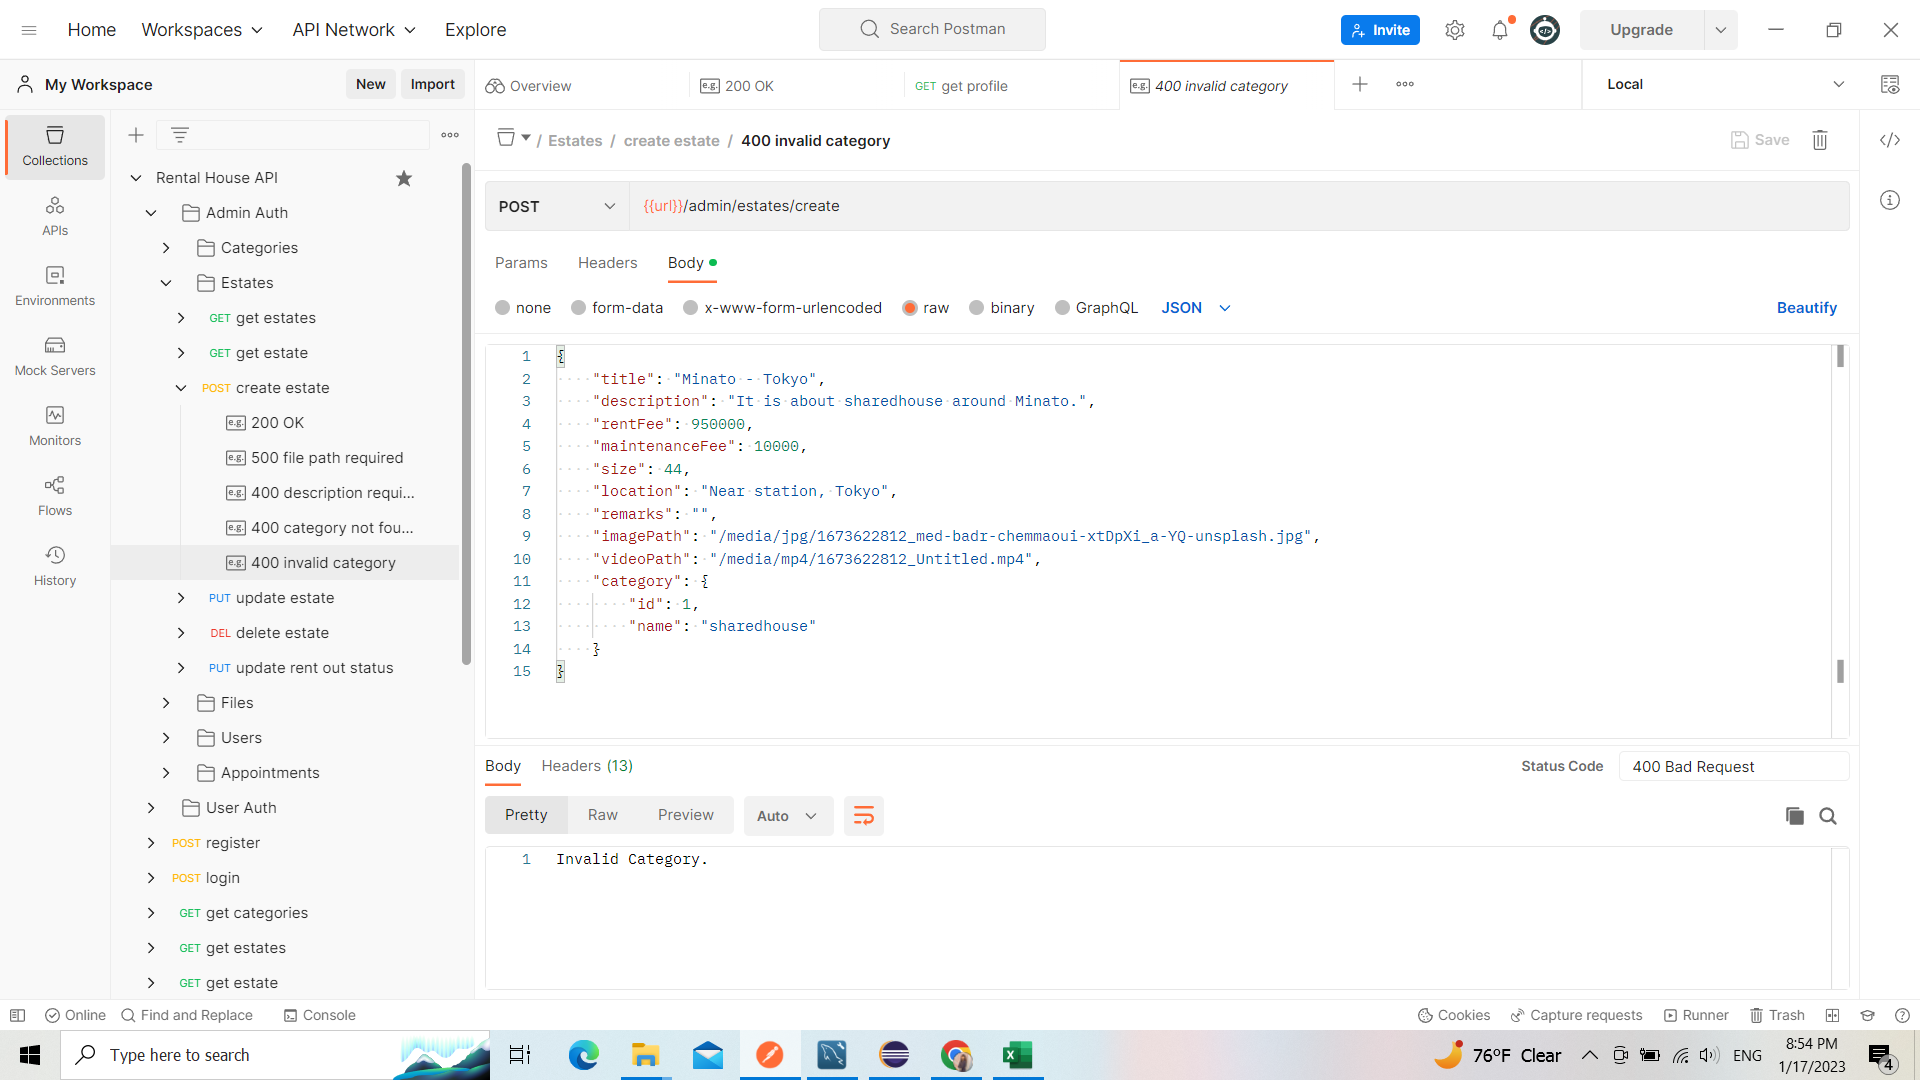 Home
Workspaces
API Network
Explore
Search Postman
Invite
Upgrade
My Workspace
New
Import
Overview
e.g. 200 OK
GET get profile
e.g. 400 invalid category
Local
/ Estates / create estate / 400 invalid category
Save
Collections
APIs
Environments
Mock Servers
Monitors
Flows
History
Rental House API
Admin Auth
Categories
Estates
GET get estates
GET get estate
POST create estate
e.g. 200 OK
e.g. 500 file path required
e.g. 400 description requi...
e.g. 400 category not fou...
e.g. 400 invalid category
PUT update estate
DEL delete estate
PUT update rent out status
Files
Users
Appointments
User Auth
POST register
POST login
GET get categories
GET get estates
GET get estate
POST
{{url}}/admin/estates/create
Params
Headers
Body
none
form-data
x-www-form-urlencoded
raw
binary
GraphQL
JSON
Beautify
1 {
2 "title": "Minato - Tokyo",
3 "description": "It is about sharedhouse around Minato.",
4 "rentFee": 950000,
5 "maintenanceFee": 10000,
6 "size": 44,
7 "location": "Near station, Tokyo",
8 "remarks": "",
9 "imagePath": "/media/jpg/1673622812_med-badr-chemmaoui-xtDpXi_a-YQ-unsplash.jpg",
10 "videoPath": "/media/mp4/1673622812_Untitled.mp4",
11 "category": {
12 "id": 1,
13 "name": "sharedhouse"
14 }
15 }
Body
Headers (13)
Status Code
400 Bad Request
Pretty
Raw
Preview
Auto
1 Invalid Category.
Online
Find and Replace
Console
Cookies
Capture requests
Runner
Trash
Type here to search
76°F Clear
ENG
8:54 PM
1/17/2023
4